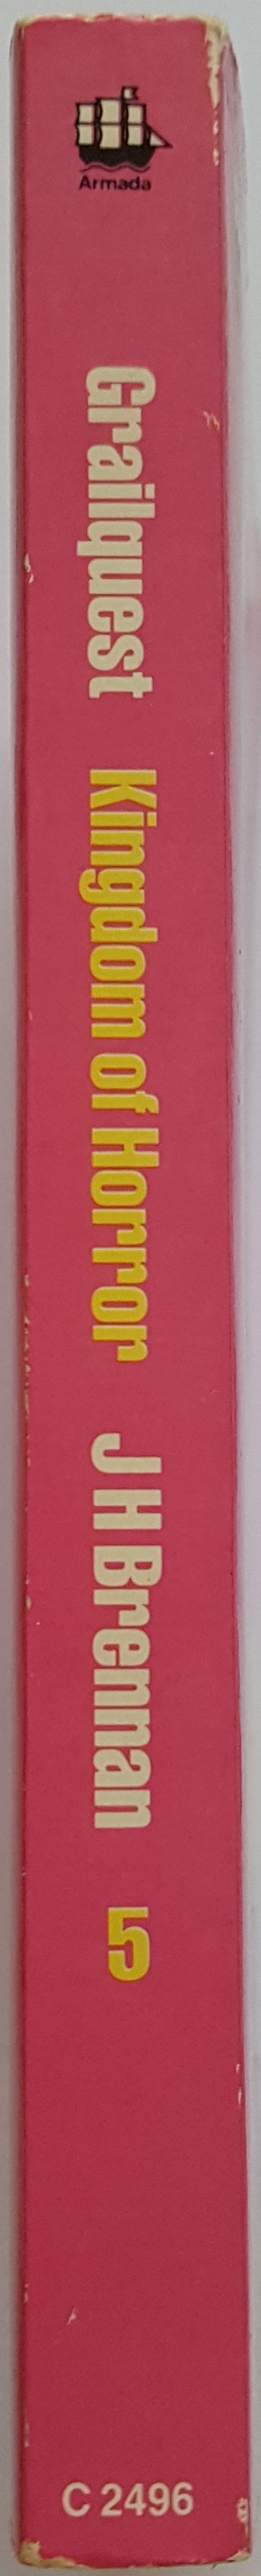 Armada
Grailquest Kingdom of Horror J H Brennan 5
C 2496